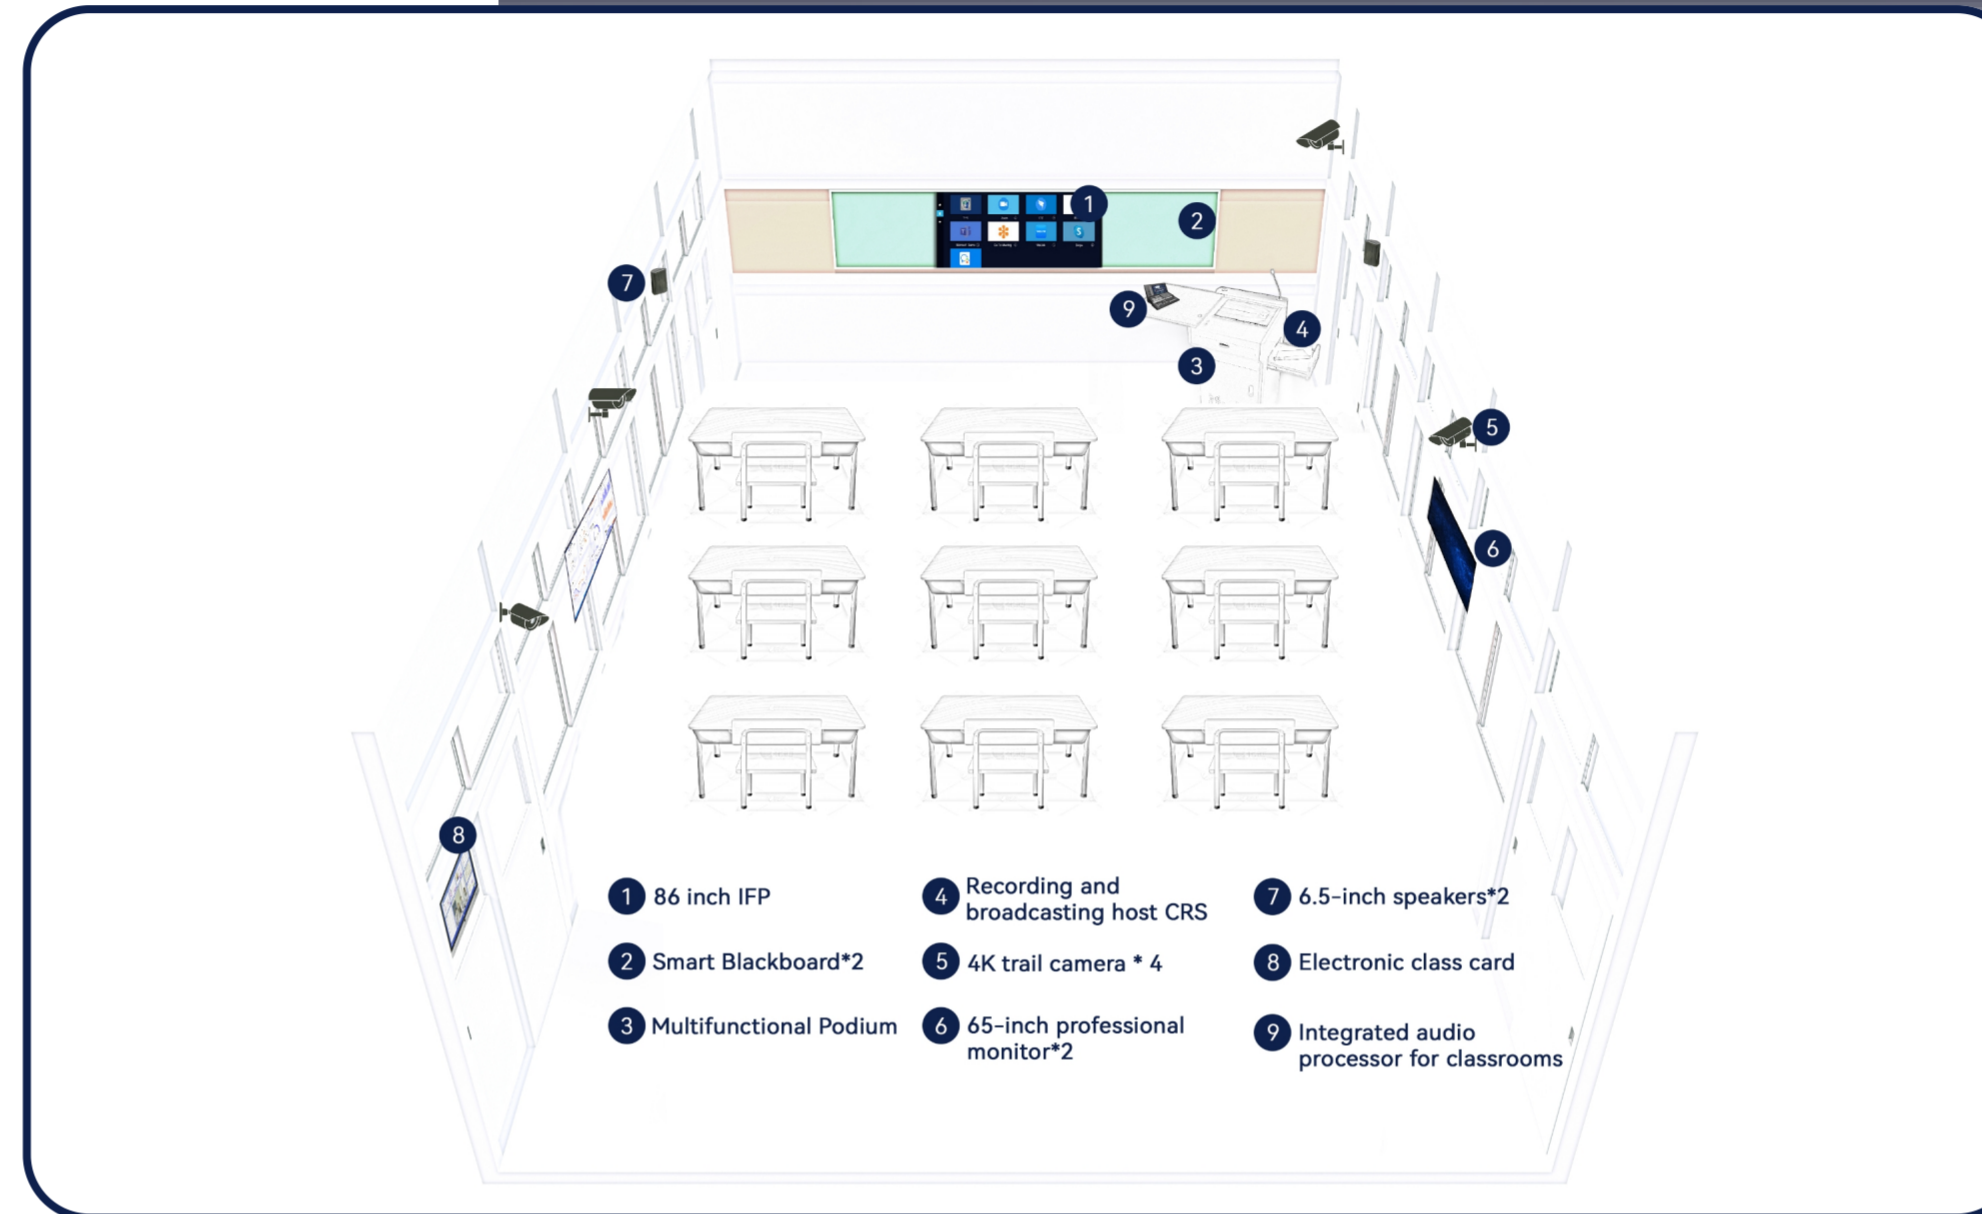 1
2
7
9
4
3
5
6
8
1 86 inch IFP
2 Smart Blackboard*2
3 Multifunctional Podium
4 Recording and
broadcasting host CRS
5 4K trail camera * 4
6 65-inch professional
monitor*2
7 6.5-inch speakers*2
8 Electronic class card
9 Integrated audio
processor for classrooms